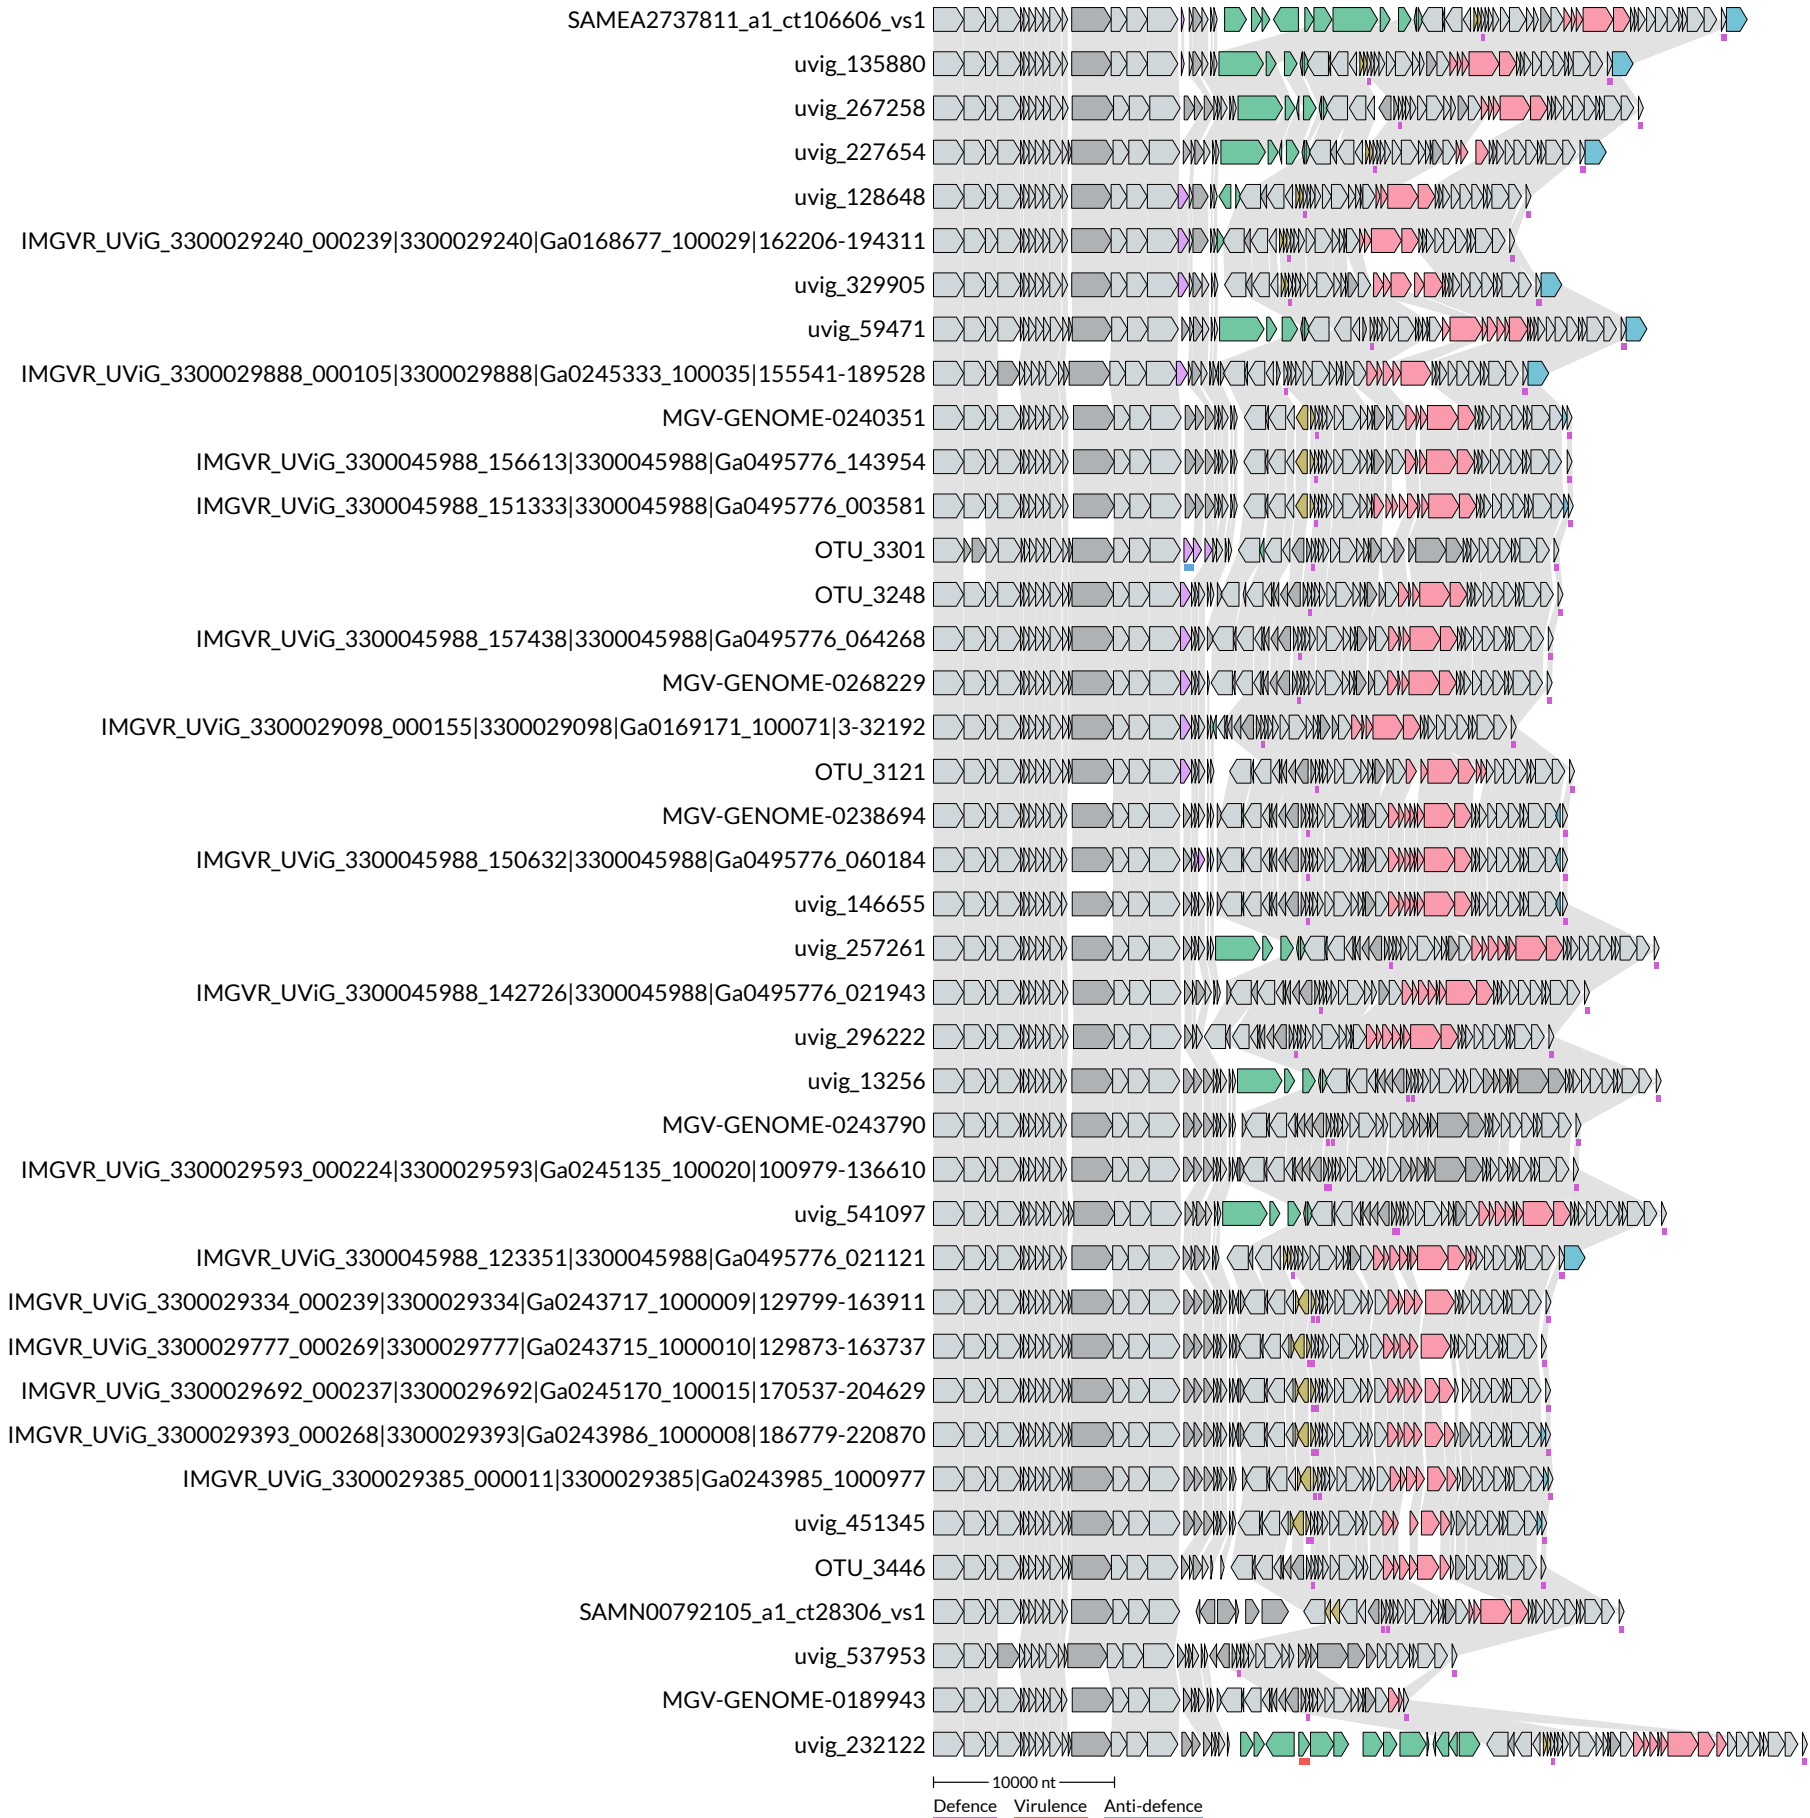 SAMEA2737811_a1_ct106606_vs1
uvig_135880
uvig_267258
uvig_227654
uvig_128648
IMGVR_UViG_3300029240_000239|3300029240|Ga0168677_100029|162206-194311
uvig_329905
uvig_59471
IMGVR_UViG_3300029888_000105|3300029888|Ga0245333_100035|155541-189528
MGV-GENOME-0240351
IMGVR_UViG_3300045988_156613|3300045988|Ga0495776_143954
IMGVR_UViG_3300045988_151333|3300045988|Ga0495776_003581
OTU_3301
OTU_3248
IMGVR_UViG_3300045988_157438|3300045988|Ga0495776_064268
MGV-GENOME-0268229
IMGVR_UViG_3300029098_000155|3300029098|Ga0169171_100071|3-32192
OTU_3121
MGV-GENOME-0238694
IMGVR_UViG_3300045988_150632|3300045988|Ga0495776_060184
uvig_146655
uvig_257261
IMGVR_UViG_3300045988_142726|3300045988|Ga0495776_021943
uvig_296222
uvig_13256
MGV-GENOME-0243790
IMGVR_UViG_3300029593_000224|3300029593|Ga0245135_100020|100979-136610
uvig_541097
IMGVR_UViG_3300045988_123351|3300045988|Ga0495776_021121
IMGVR_UViG_3300029334_000239|3300029334|Ga0243717_1000009|129799-163911
IMGVR_UViG_3300029777_000269|3300029777|Ga0243715_1000010|129873-163737
IMGVR_UViG_3300029692_000237|3300029692|Ga0245170_100015|170537-204629
IMGVR_UViG_3300029393_000268|3300029393|Ga0243986_1000008|186779-220870
IMGVR_UViG_3300029385_000011|3300029385|Ga0243985_1000977
uvig_451345
OTU_3446
SAMN00792105_a1_ct28306_vs1
uvig_537953
MGV-GENOME-0189943
uvig_232122
10000 nt
Defence Virulence Anti-defence